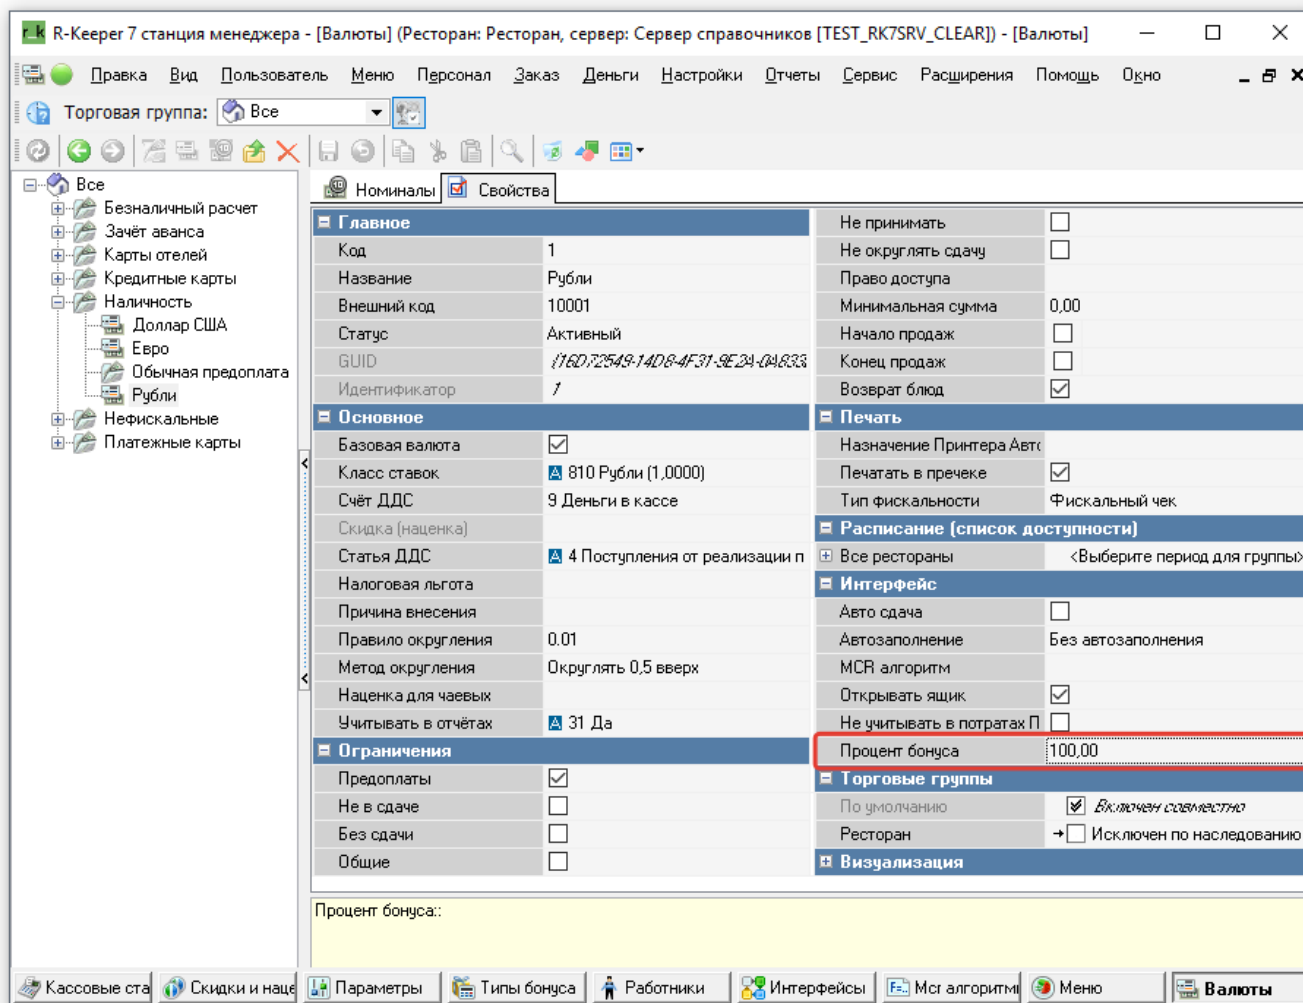 R-Keeper 7 станция менеджера - [Валюты] (Ресторан: Ресторан, сервер: Сервер справочников [TEST_RK7SRV_CLEAR]) - [Валюты]
Правка Вид Пользователь Меню Персонал Заказ Деньги Настройки Отчеты Сервис Расширения Помощь Окно
Торговая группа: Все
Все
Безналичный расчет
Зачёт аванса
Карты отелей
Кредитные карты
Наличность
Доллар США
Евро
Обычная предоплата
Рубли
Нефискальные
Платежные карты
Номиналы Свойства
Главное
Код 1
Название Рубли
Внешний код 10001
Статус Активный
GUID {16D72549-14D8-4F31-9E2A-0A833
Идентификатор 1
Основное
Базовая валюта
Класс ставок 810 Рубли (1,0000)
Счёт ДДС 9 Деньги в кассе
Скидка (наценка)
Статья ДДС 4 Поступления от реализации п
Налоговая льгота
Причина внесения
Правило округления 0.01
Метод округления Округлять 0,5 вверх
Наценка для чаевых
Учитывать в отчётах 31 Да
Ограничения
Предоплаты
Не в сдаче
Без сдачи
Общие
Не принимать
Не округлять сдачу
Право доступа
Минимальная сумма 0,00
Начало продаж
Конец продаж
Возврат блюд
Печать
Назначение Принтера Авто
Печатать в пречеке
Тип фискальности Фискальный чек
Расписание (список доступности)
Все рестораны <Выберите период для группы>
Интерфейс
Авто сдача
Автозаполнение Без автозаполнения
MCR алгоритм
Открывать ящик
Не учитывать в потратах П
Процент бонуса 100,00
Торговые группы
По умолчанию Включен совместно
Ресторан Исключен по наследованию
Визуализация
Процент бонуса::
Кассовые ста Скидки и наце Параметры Типы бонуса Работники Интерфейсы Mcr алгоритмы Меню Валюты